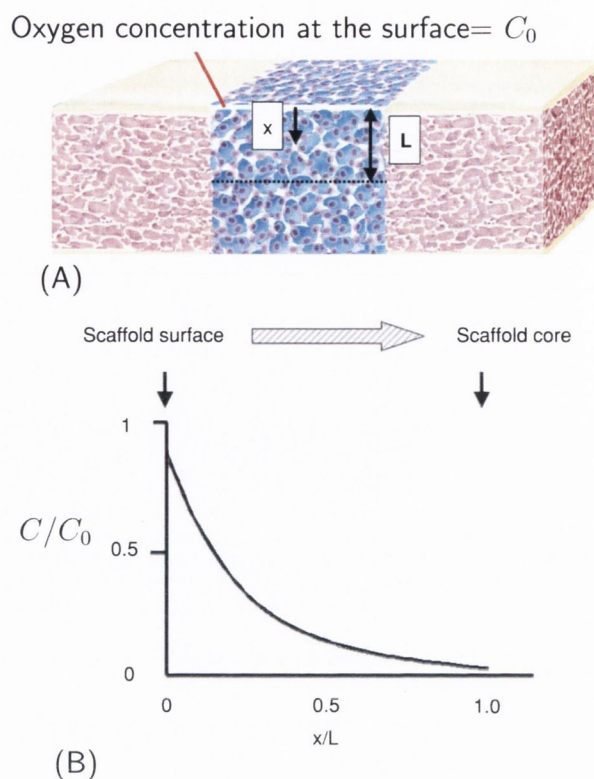 Oxygen concentration at the surface= C₀
x
L
(A)
Scaffold surface
Scaffold core
1
C/C₀
0.5
0
0
0.5
1.0
x/L
(B)